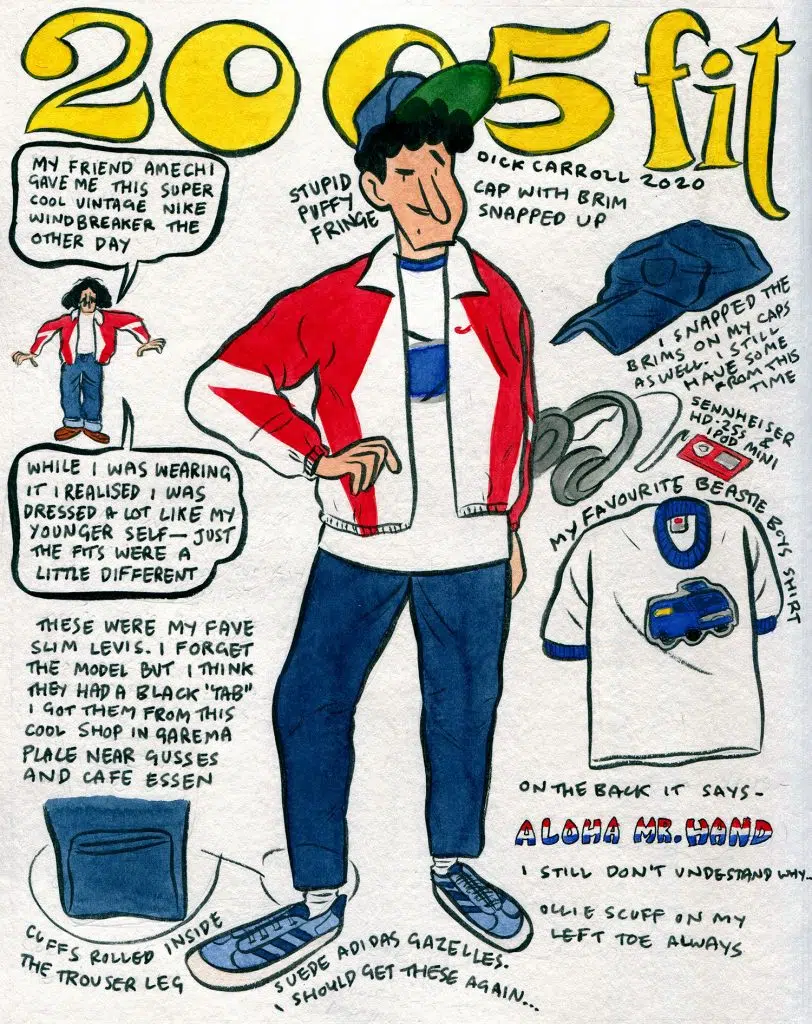 2005 fit
MY FRIEND AMECHI
GAVE ME THIS SUPER
COOL VINTAGE NIKE
WINDBREAKER THE
OTHER DAY
STUPID
PUFFY
FRINGE
DICK CARROLL 2020
CAP WITH BRIM
SNAPPED UP
I SNAPPED THE
BRIMS ON MY CAPS
AS WELL. I STILL
HAVE SOME
FROM THIS
TIME
SENNHEISER
HD-25s &
IPOD MINI
WHILE I WAS WEARING
IT I REALISED I WAS
DRESSED A LOT LIKE MY
YOUNGER SELF—JUST
THE FITS WERE A
LITTLE DIFFERENT
MY FAVOURITE BEASTIE BOYS SHIRT
THESE WERE MY FAVE
SLIM LEVIS. I FORGET
THE MODEL BUT I THINK
THEY HAD A BLACK "TAB"
I GOT THEM FROM THIS
COOL SHOP IN GAREMA
PLACE NEAR GUSSES
AND CAFE ESSEN
ON THE BACK IT SAYS-
ALOHA MR. HAND
I STILL DON'T UNDESTAND WHY...
OLLIE SCUFF ON MY
LEFT TOE ALWAYS
CUFFS ROLLED INSIDE
THE TROUSER LEG
SUEDE ADIDAS GAZELLES.
I SHOULD GET THESE AGAIN...